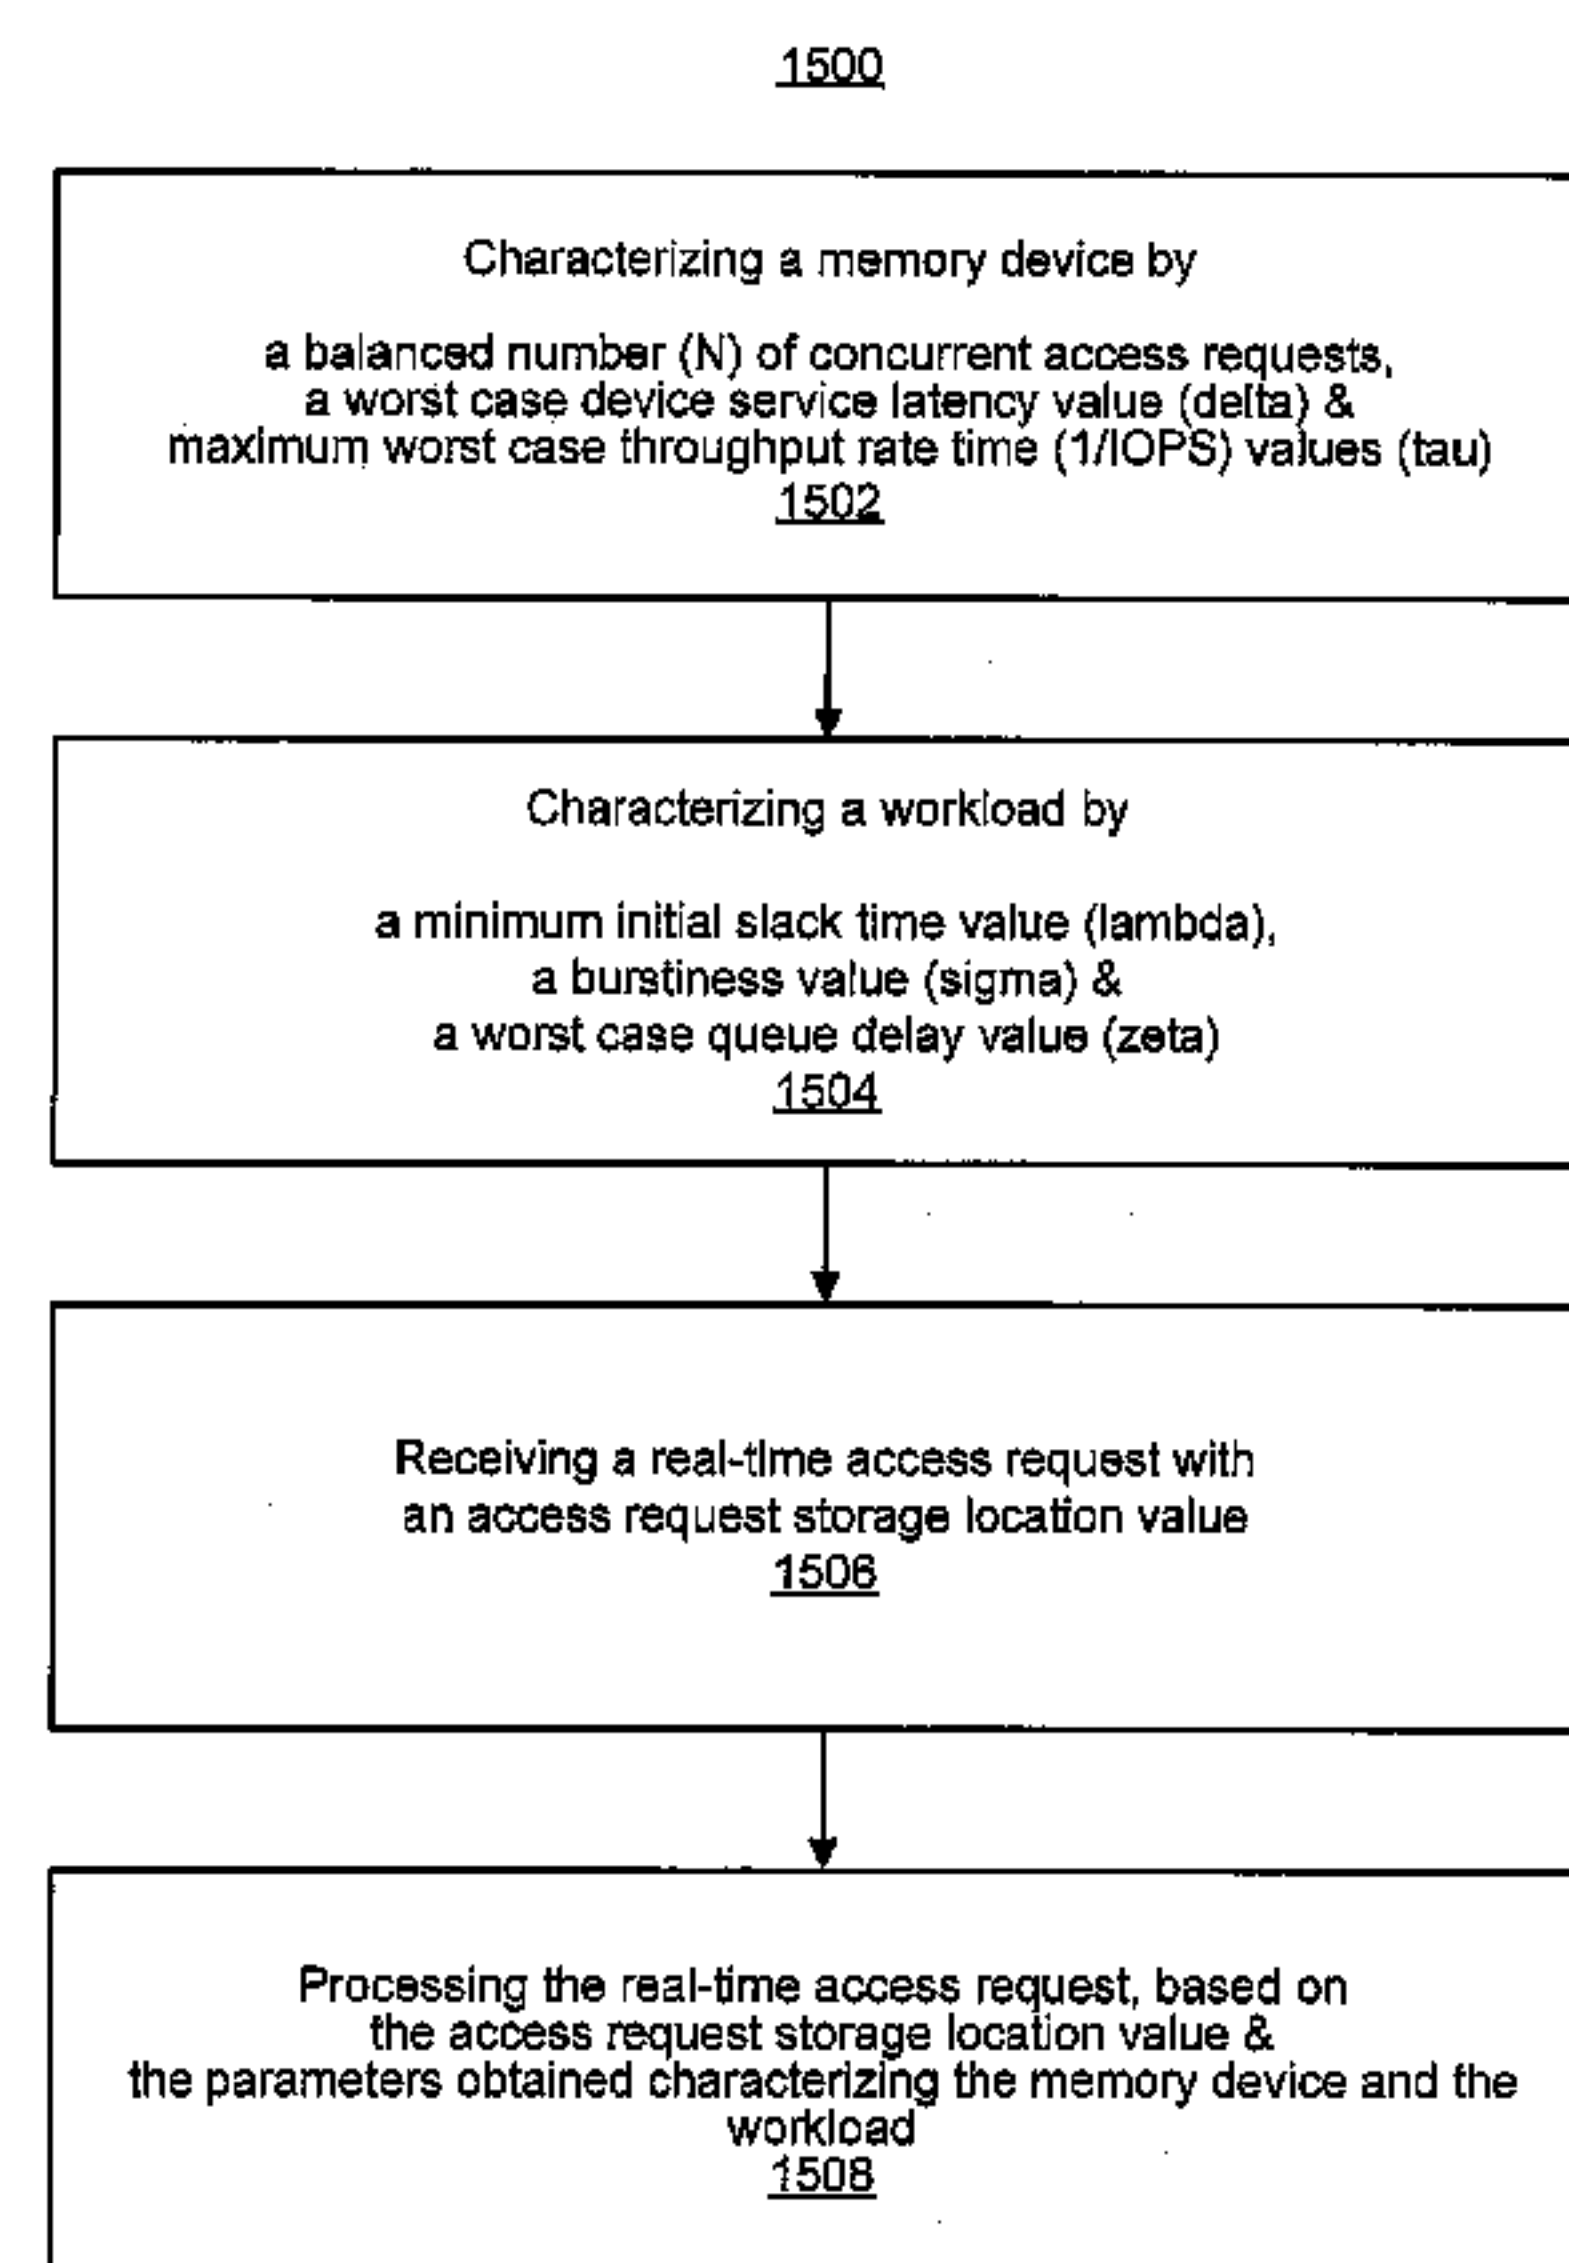 1500
Characterizing a memory device by
a balanced number (N) of concurrent access requests,
a worst case device service latency value (delta) &
maximum worst case throughput rate time (1/IOPS) values (tau)
1502
Characterizing a workload by
a minimum initial slack time value (lambda),
a burstiness value (sigma) &
a worst case queue delay value (zeta)
1504
Receiving a real-time access request with
an access request storage location value
1506
Processing the real-time access request, based on
the access request storage location value &
the parameters obtained characterizing the memory device and the
workload
1508